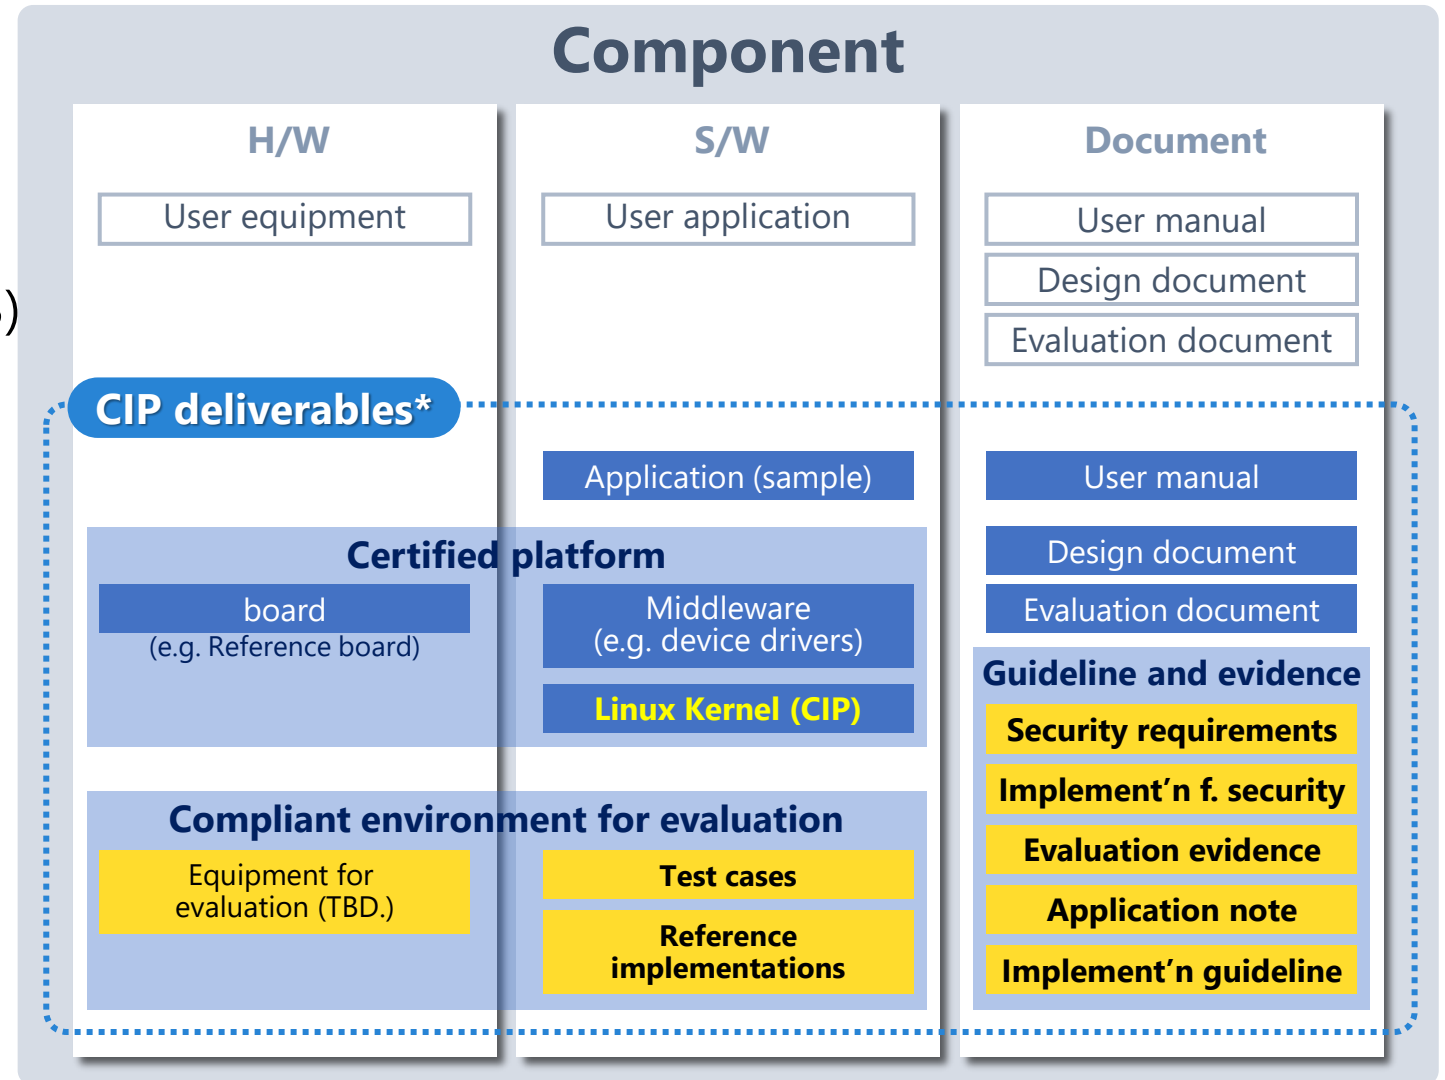 Component
H/W
User equipment
S/W
User application
Document
User manual
Design document
Evaluation document
)
CIP deliverables*
Application (sample)
User manual
Certified platform
board
(e.g. Reference board)
Middleware
(e.g. device drivers)
Linux Kernel (CIP)
Design document
Evaluation document
Guideline and evidence
Security requirements
Implement’n f. security
Evaluation evidence
Application note
Implement’n guideline
Compliant environment for evaluation
Equipment for
evaluation (TBD.)
Test cases
Reference
implementations